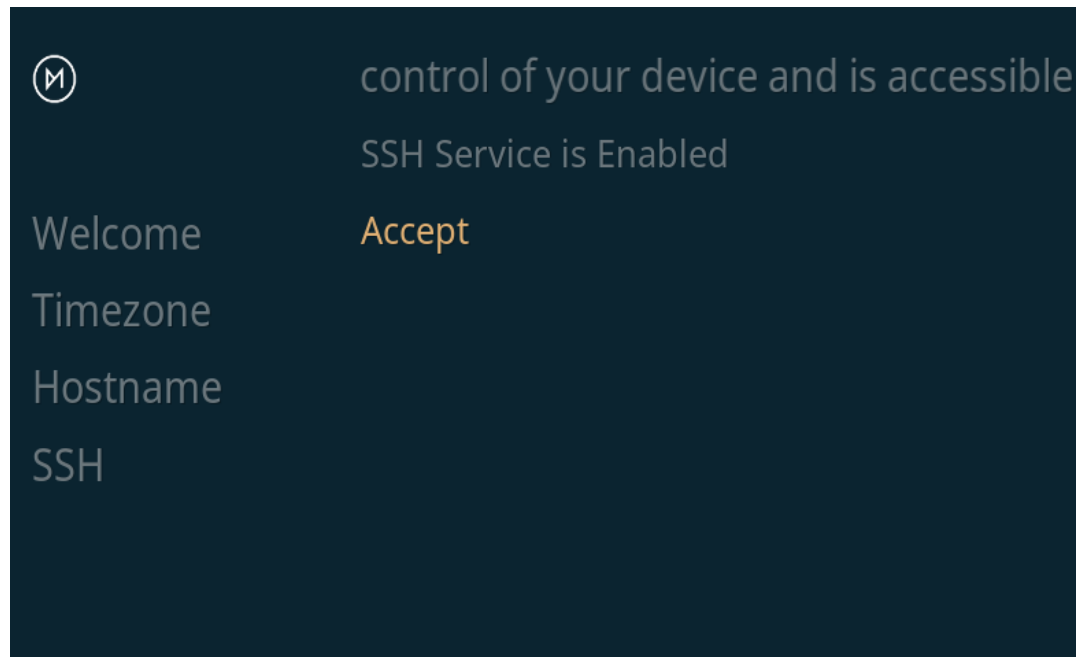 control of your device and is accessible
SSH Service is Enabled
Welcome
Accept
Timezone
Hostname
SSH